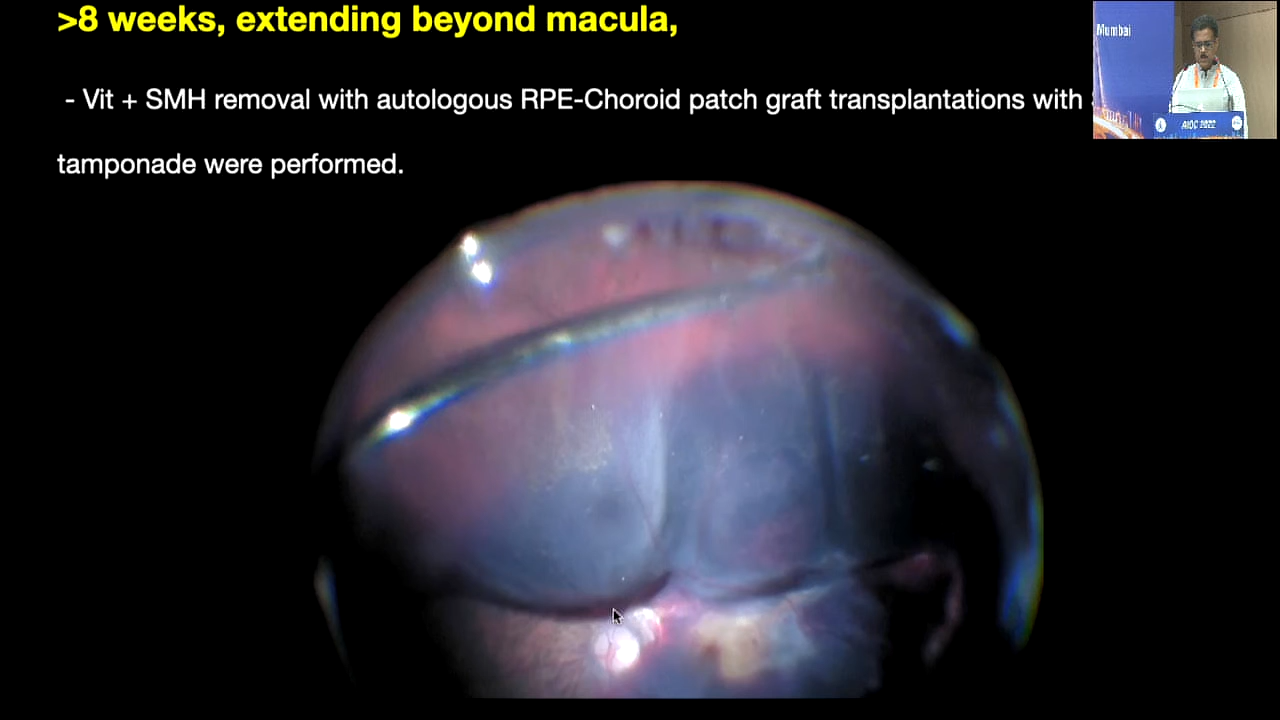 >8 weeks, extending beyond macula,
- Vit + SMH removal with autologous RPE-Choroid patch graft transplantations with
tamponade were performed.
Mumbai
AIOC 2022